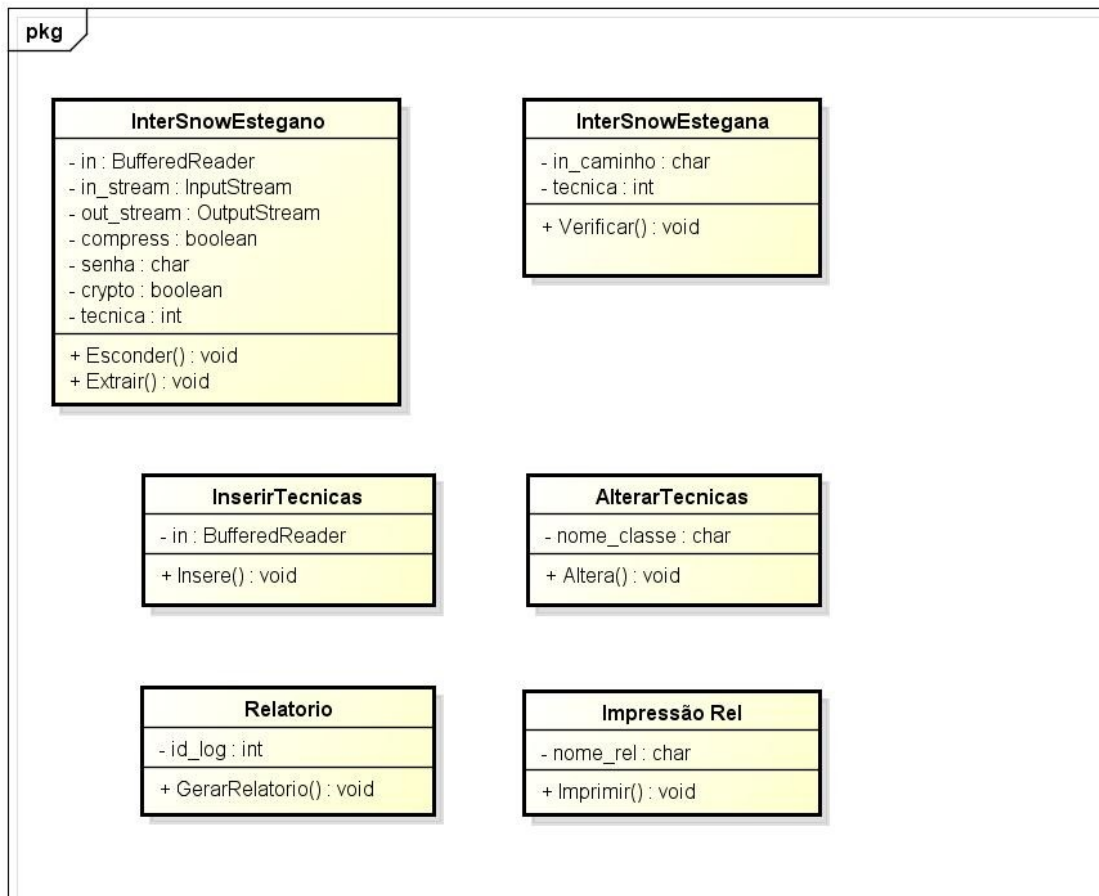 pkg
InterSnowEstegano
- in : BufferedReader
- in_stream : InputStream
- out_stream : OutputStream
- compress : boolean
- senha : char
- crypto : boolean
- tecnica : int
+ Esconder() : void
+ Extrair() : void
InterSnowEstegana
- in_caminho : char
- tecnica : int
+ Verificar() : void
InserirTecnicas
- in : BufferedReader
+ Insere() : void
AlterarTecnicas
- nome_classe : char
+ Altera() : void
Relatorio
- id_log : int
+ GerarRelatorio() : void
Impressão Rel
- nome_rel : char
+ Imprimir() : void